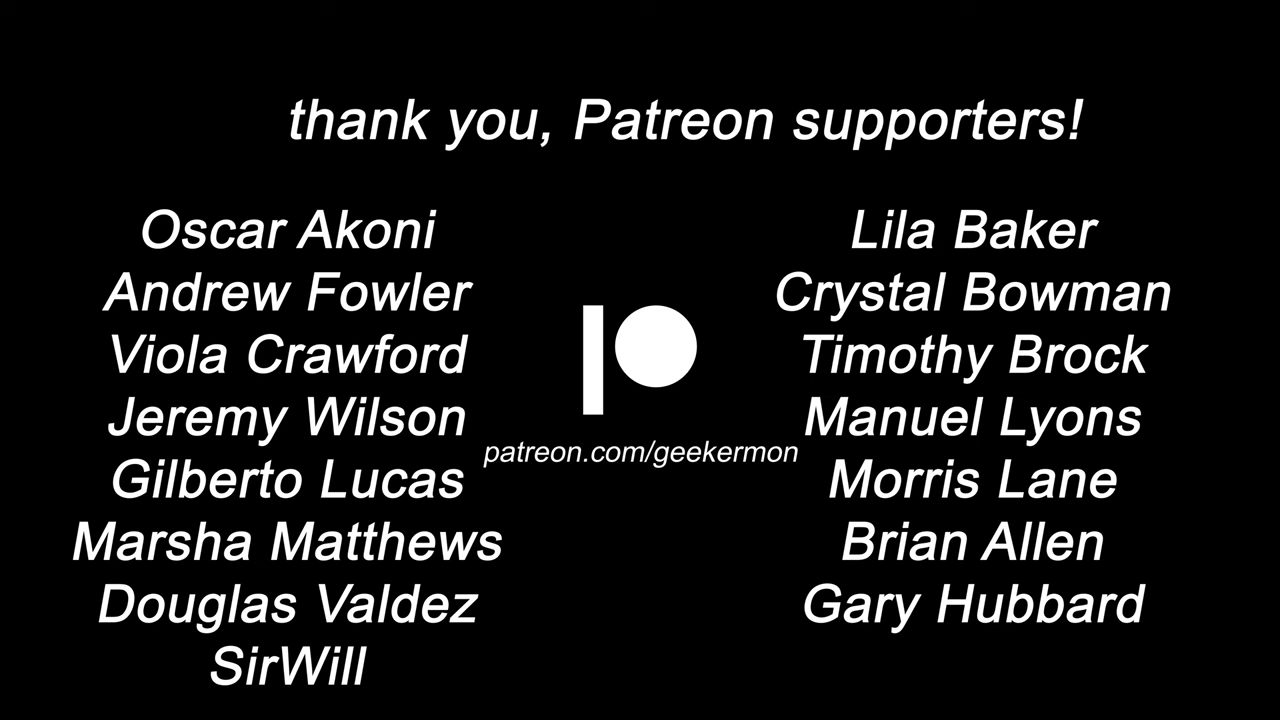 thank you, Patreon supporters!
Oscar Akoni
Andrew Fowler
Viola Crawford
Jeremy Wilson
Gilberto Lucas
Marsha Matthews
Douglas Valdez
SirWill
patreon.com/geekermon
Lila Baker
Crystal Bowman
Timothy Brock
Manuel Lyons
Morris Lane
Brian Allen
Gary Hubbard